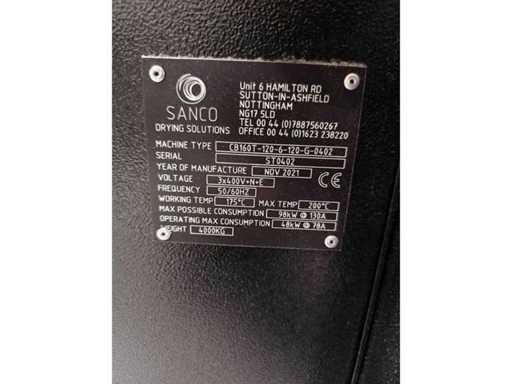 SANCO
DRYING SOLUTIONS
Unit 6 HAMILTON RD
SUTTON-IN-ASHFIELD
NOTTINGHAM
NG17 5LD
TEL 00 44 (0)7887560267
OFFICE 00 44 (0)1623 238220
MACHINE TYPE CB160T-120-6-120-G-0402
SERIAL ST0402
YEAR OF MANUFACTURE NOV 2021
VOLTAGE 3x400V+N+E
FREQUENCY 50/60HZ
WORKING TEMP 175°C MAX TEMP 200°C
MAX POSSIBLE CONSUMPTION 98kW @ 130A
OPERATING MAX CONSUMPTION 48kW @ 78A
WEIGHT 4000KG
CE